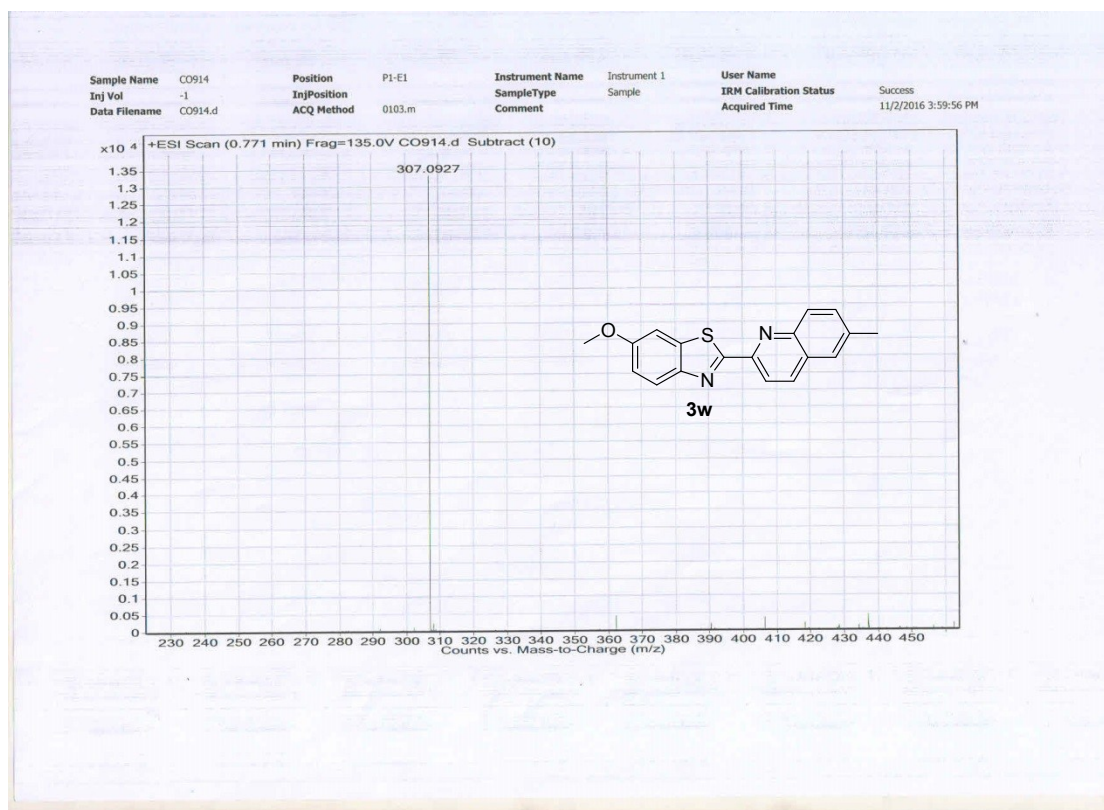 Sample Name CO914 Position P1-E1 Instrument Name Instrument 1 User Name
Inj Vol -1 InjPosition SampleType Sample IRM Calibration Status Success
Data Filename CO914.d ACQ Method 0103.m Comment Acquired Time 11/2/2016 3:59:56 PM
x10 4 +ESI Scan (0.771 min) Frag=135.0V CO914.d Subtract (10)
307.0927
1.35
1.3
1.25
1.2
1.15
1.1
1.05
1
0.95
0.9
0.85
0.8
0.75
0.7
0.65
0.6
0.55
0.5
0.45
0.4
0.35
0.3
0.25
0.2
0.15
0.1
0.05
0
O
S
N
N
3w
230 240 250 260 270 280 290 300 310 320 330 340 350 360 370 380 390 400 410 420 430 440 450
Counts vs. Mass-to-Charge (m/z)